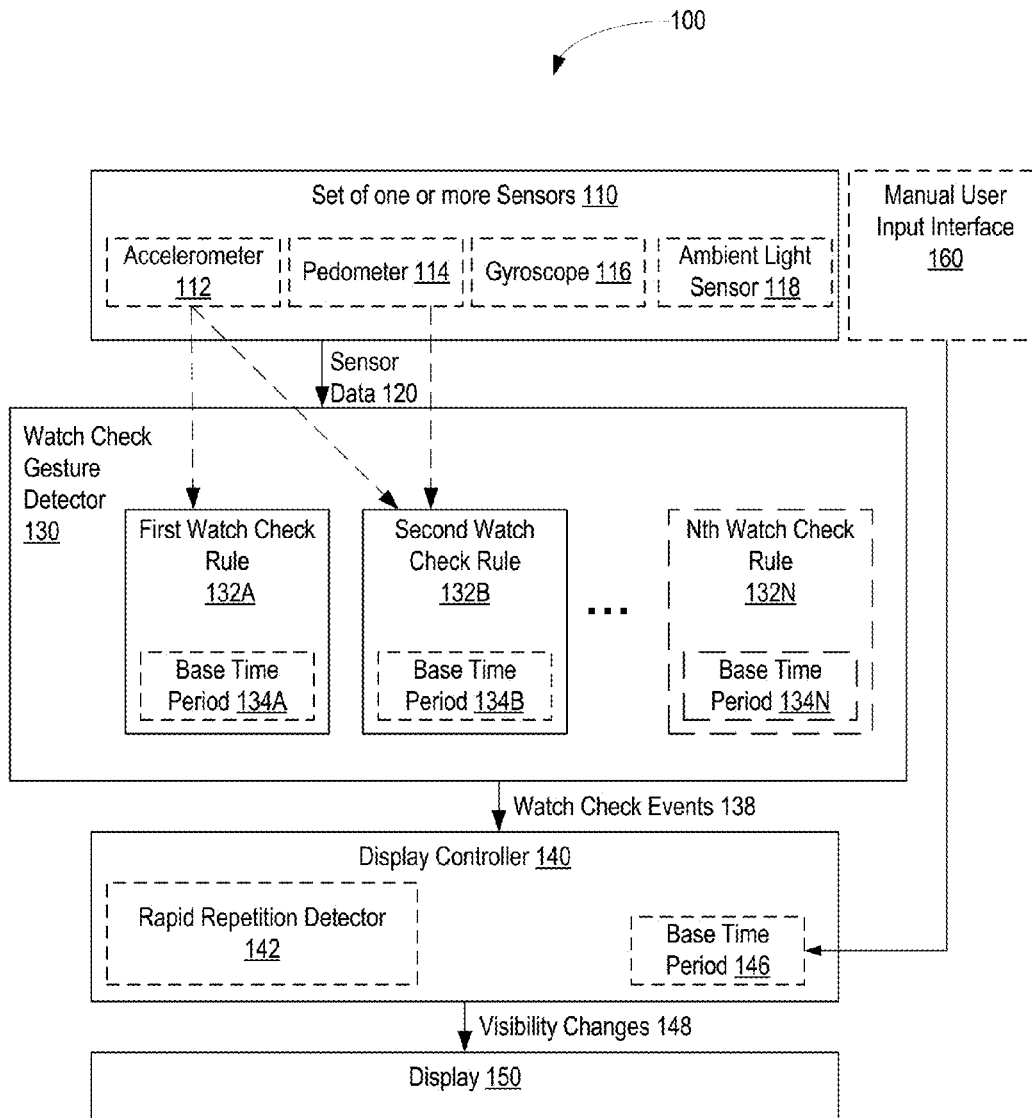 100
Set of one or more Sensors 110
Accelerometer
112
Pedometer 114
Gyroscope 116
Ambient Light
Sensor 118
Manual User
Input Interface
160
Sensor
Data 120
Watch Check
Gesture
Detector
130
First Watch Check
Rule
132A
Base Time
Period 134A
Second Watch
Check Rule
132B
Base Time
Period 134B
...
Nth Watch Check
Rule
132N
Base Time
Period 134N
Watch Check Events 138
Display Controller 140
Rapid Repetition Detector
142
Base Time
Period 146
Visibility Changes 148
Display 150